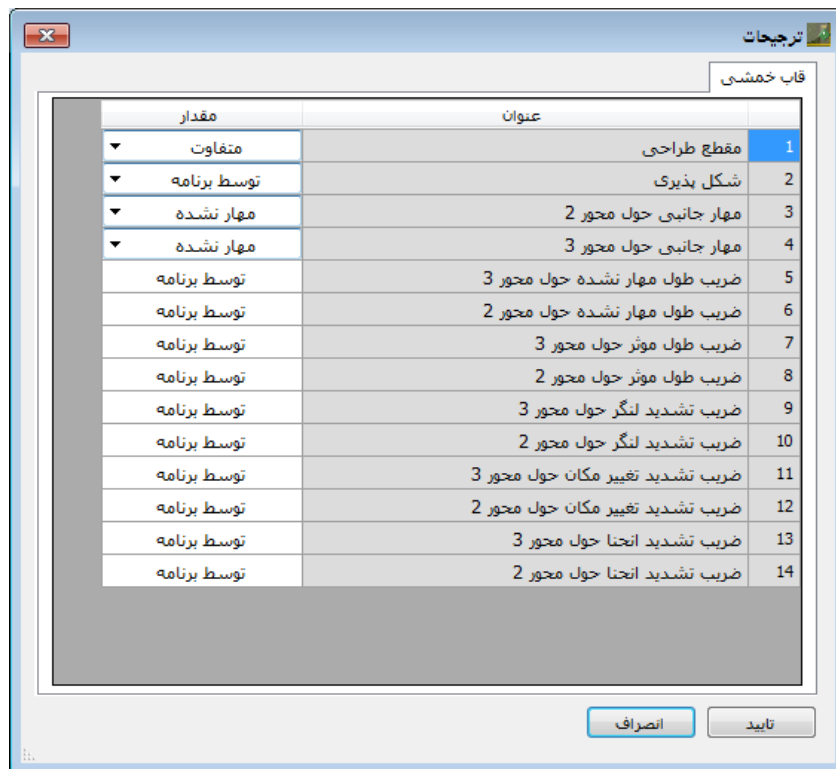 ترجیحات
قاب خمشی
عنوان مقدار
1 مقطع طراحی متفاوت
2 شکل پذیری توسط برنامه
3 مهار جانبی حول محور 2 مهار نشده
4 مهار جانبی حول محور 3 مهار نشده
5 ضریب طول مهار نشده حول محور 3 توسط برنامه
6 ضریب طول مهار نشده حول محور 2 توسط برنامه
7 ضریب طول موثر حول محور 3 توسط برنامه
8 ضریب طول موثر حول محور 2 توسط برنامه
9 ضریب تشدید لنگر حول محور 3 توسط برنامه
10 ضریب تشدید لنگر حول محور 2 توسط برنامه
11 ضریب تشدید تغییر مکان حول محور 3 توسط برنامه
12 ضریب تشدید تغییر مکان حول محور 2 توسط برنامه
13 ضریب تشدید انحنا حول محور 3 توسط برنامه
14 ضریب تشدید انحنا حول محور 2 توسط برنامه
تایید انصراف